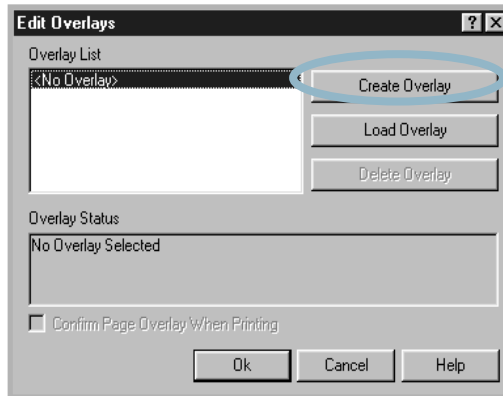 Edit Overlays
Overlay List
<No Overlay>
Create Overlay
Load Overlay
Delete Overlay
Overlay Status
No Overlay Selected
Confirm Page Overlay When Printing
Ok Cancel Help